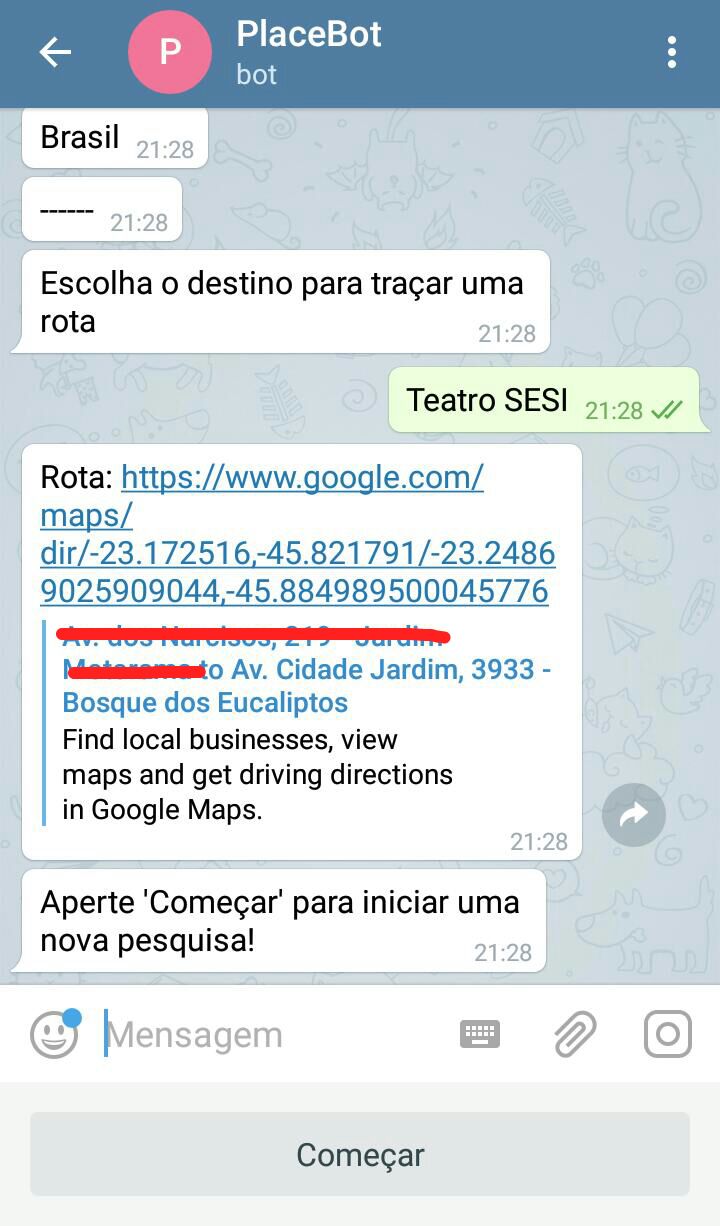 PlaceBot
bot
Brasil 21:28
------ 21:28
Escolha o destino para traçar uma
rota 21:28
Teatro SESI 21:28
Rota: https://www.google.com/
maps/
dir/-23.172516,-45.821791/-23.2486
9025909044,-45.884989500045776
to Av. Cidade Jardim, 3933 -
Bosque dos Eucaliptos
Find local businesses, view
maps and get driving directions
in Google Maps.
21:28
Aperte 'Começar' para iniciar uma
nova pesquisa! 21:28
Mensagem
Começar
P